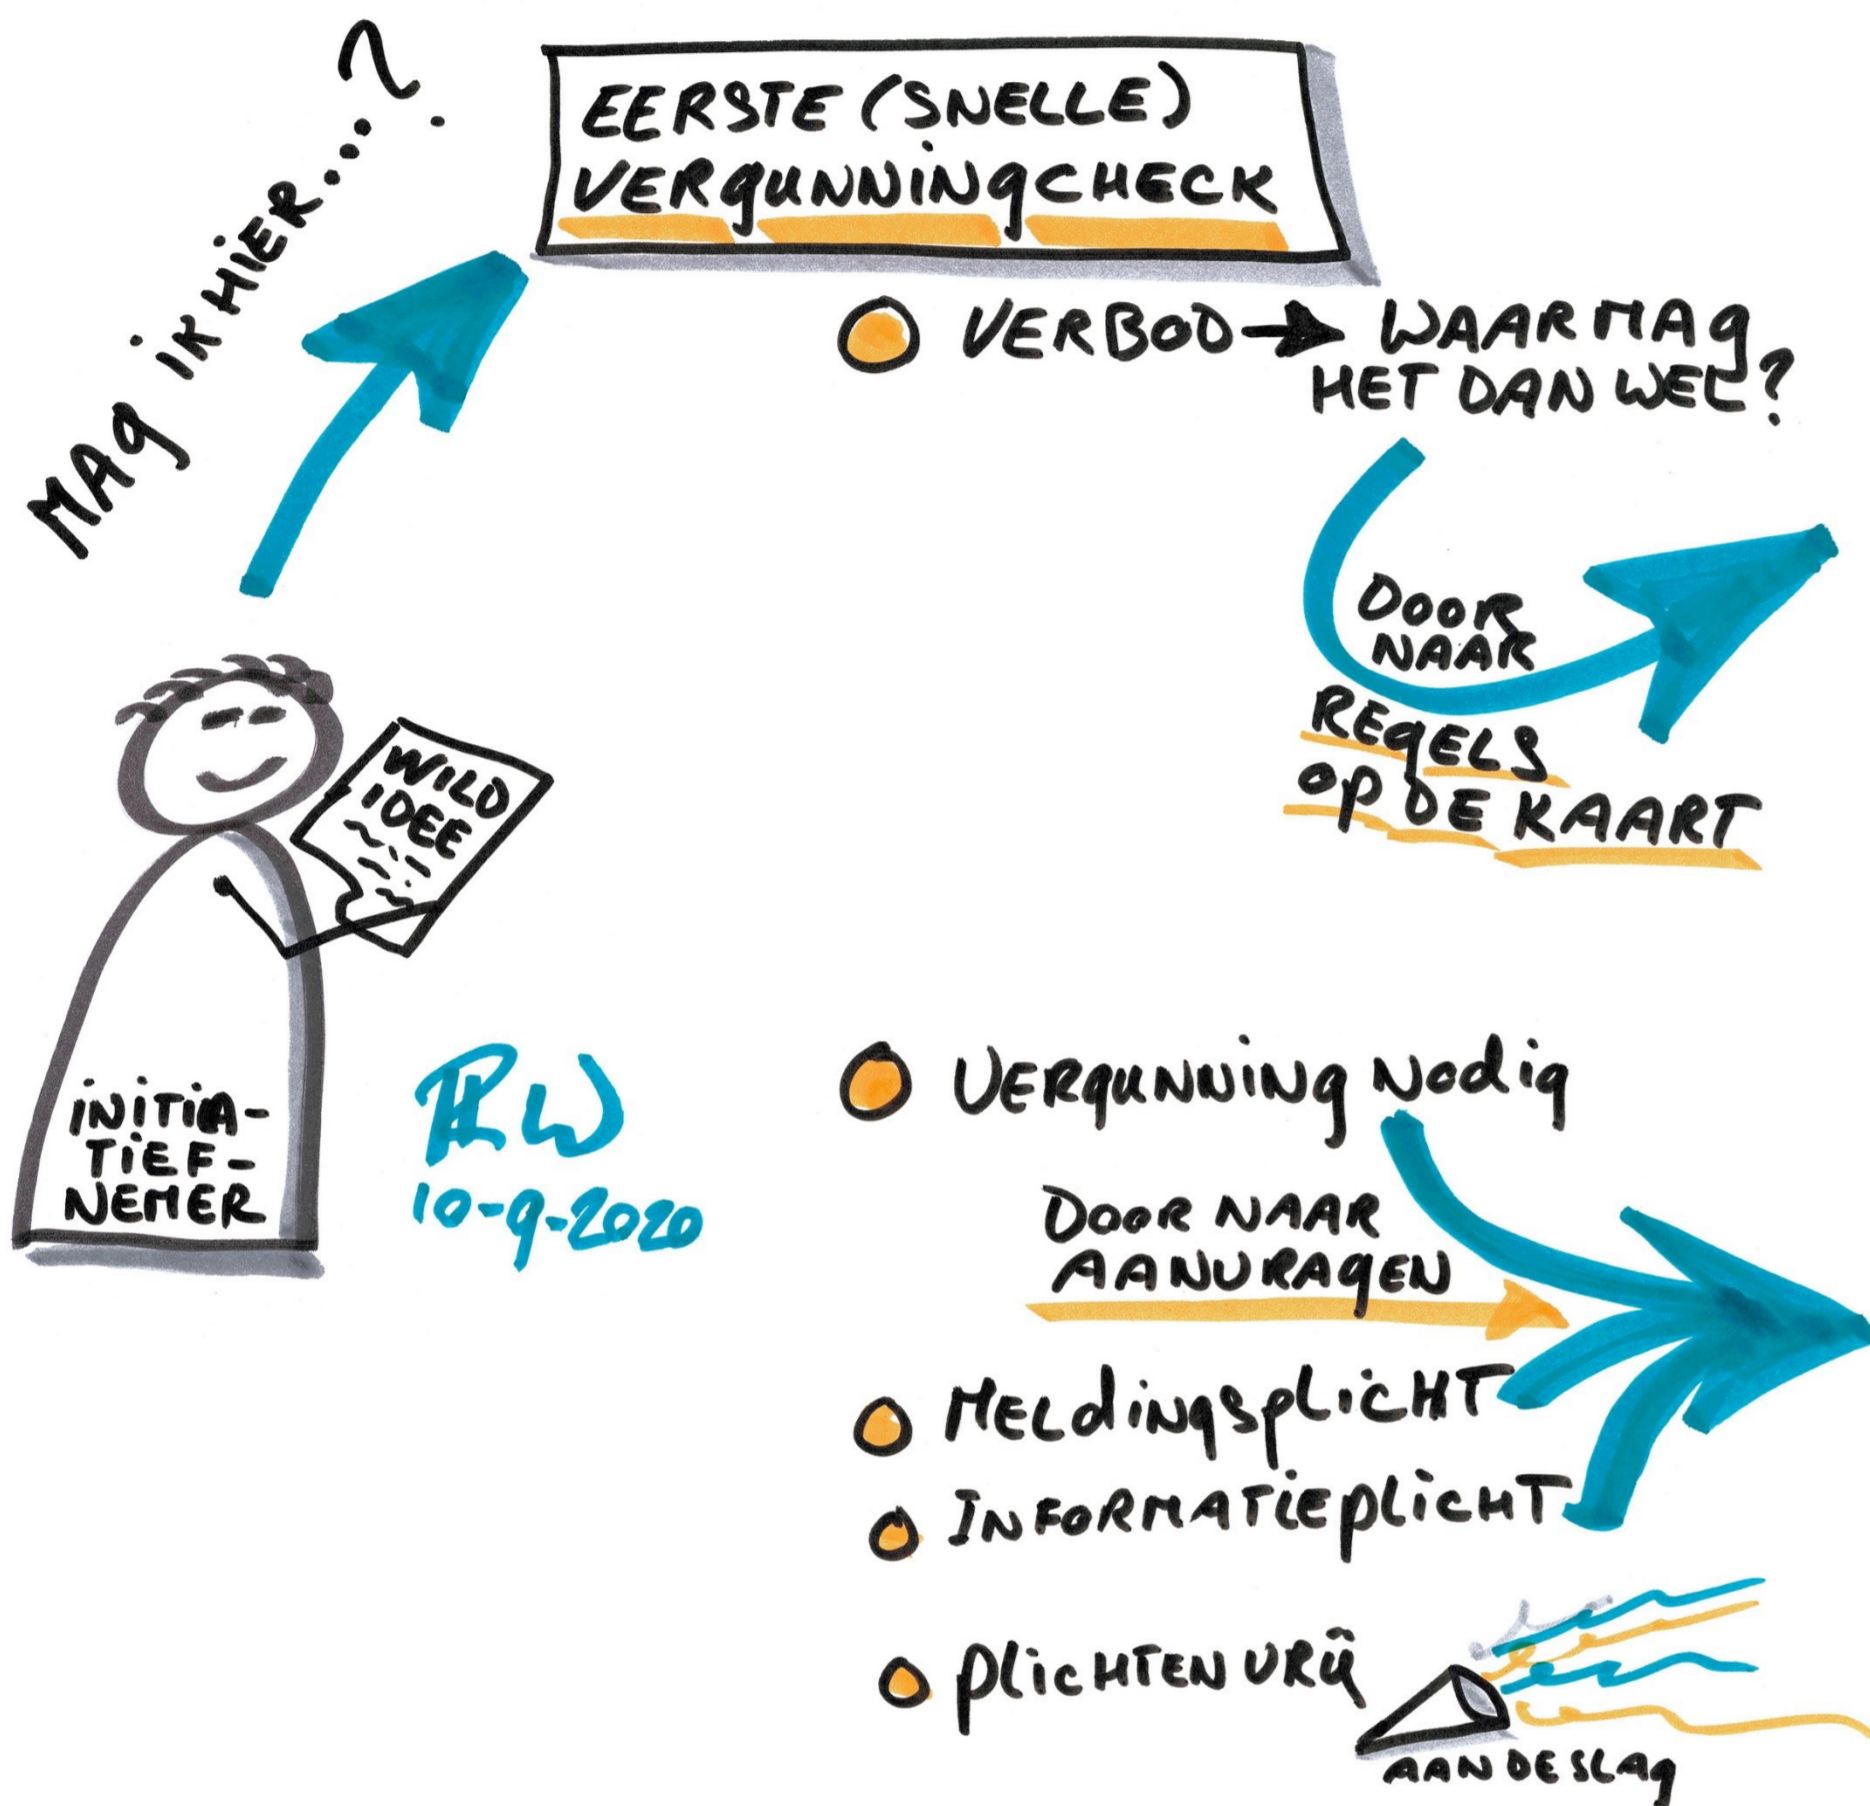 MAG IK HIER....?
EERSTE (SNELLE)
VERGUNNINGCHECK
VERBOD → WAAR MAG
HET DAN WEL?
DOOR
NAAR
REGELS
OP DE KAART
WILD
IDEE
INITIA-
TIEF-
NEMER
10-9-2020
VERGUNNING Nodig
DOOR NAAR
AANVRAGEN
MELdiNgsplicHT
INFORMATIEplicHT
plicHTEN VRIJ
AAN DE SLAG